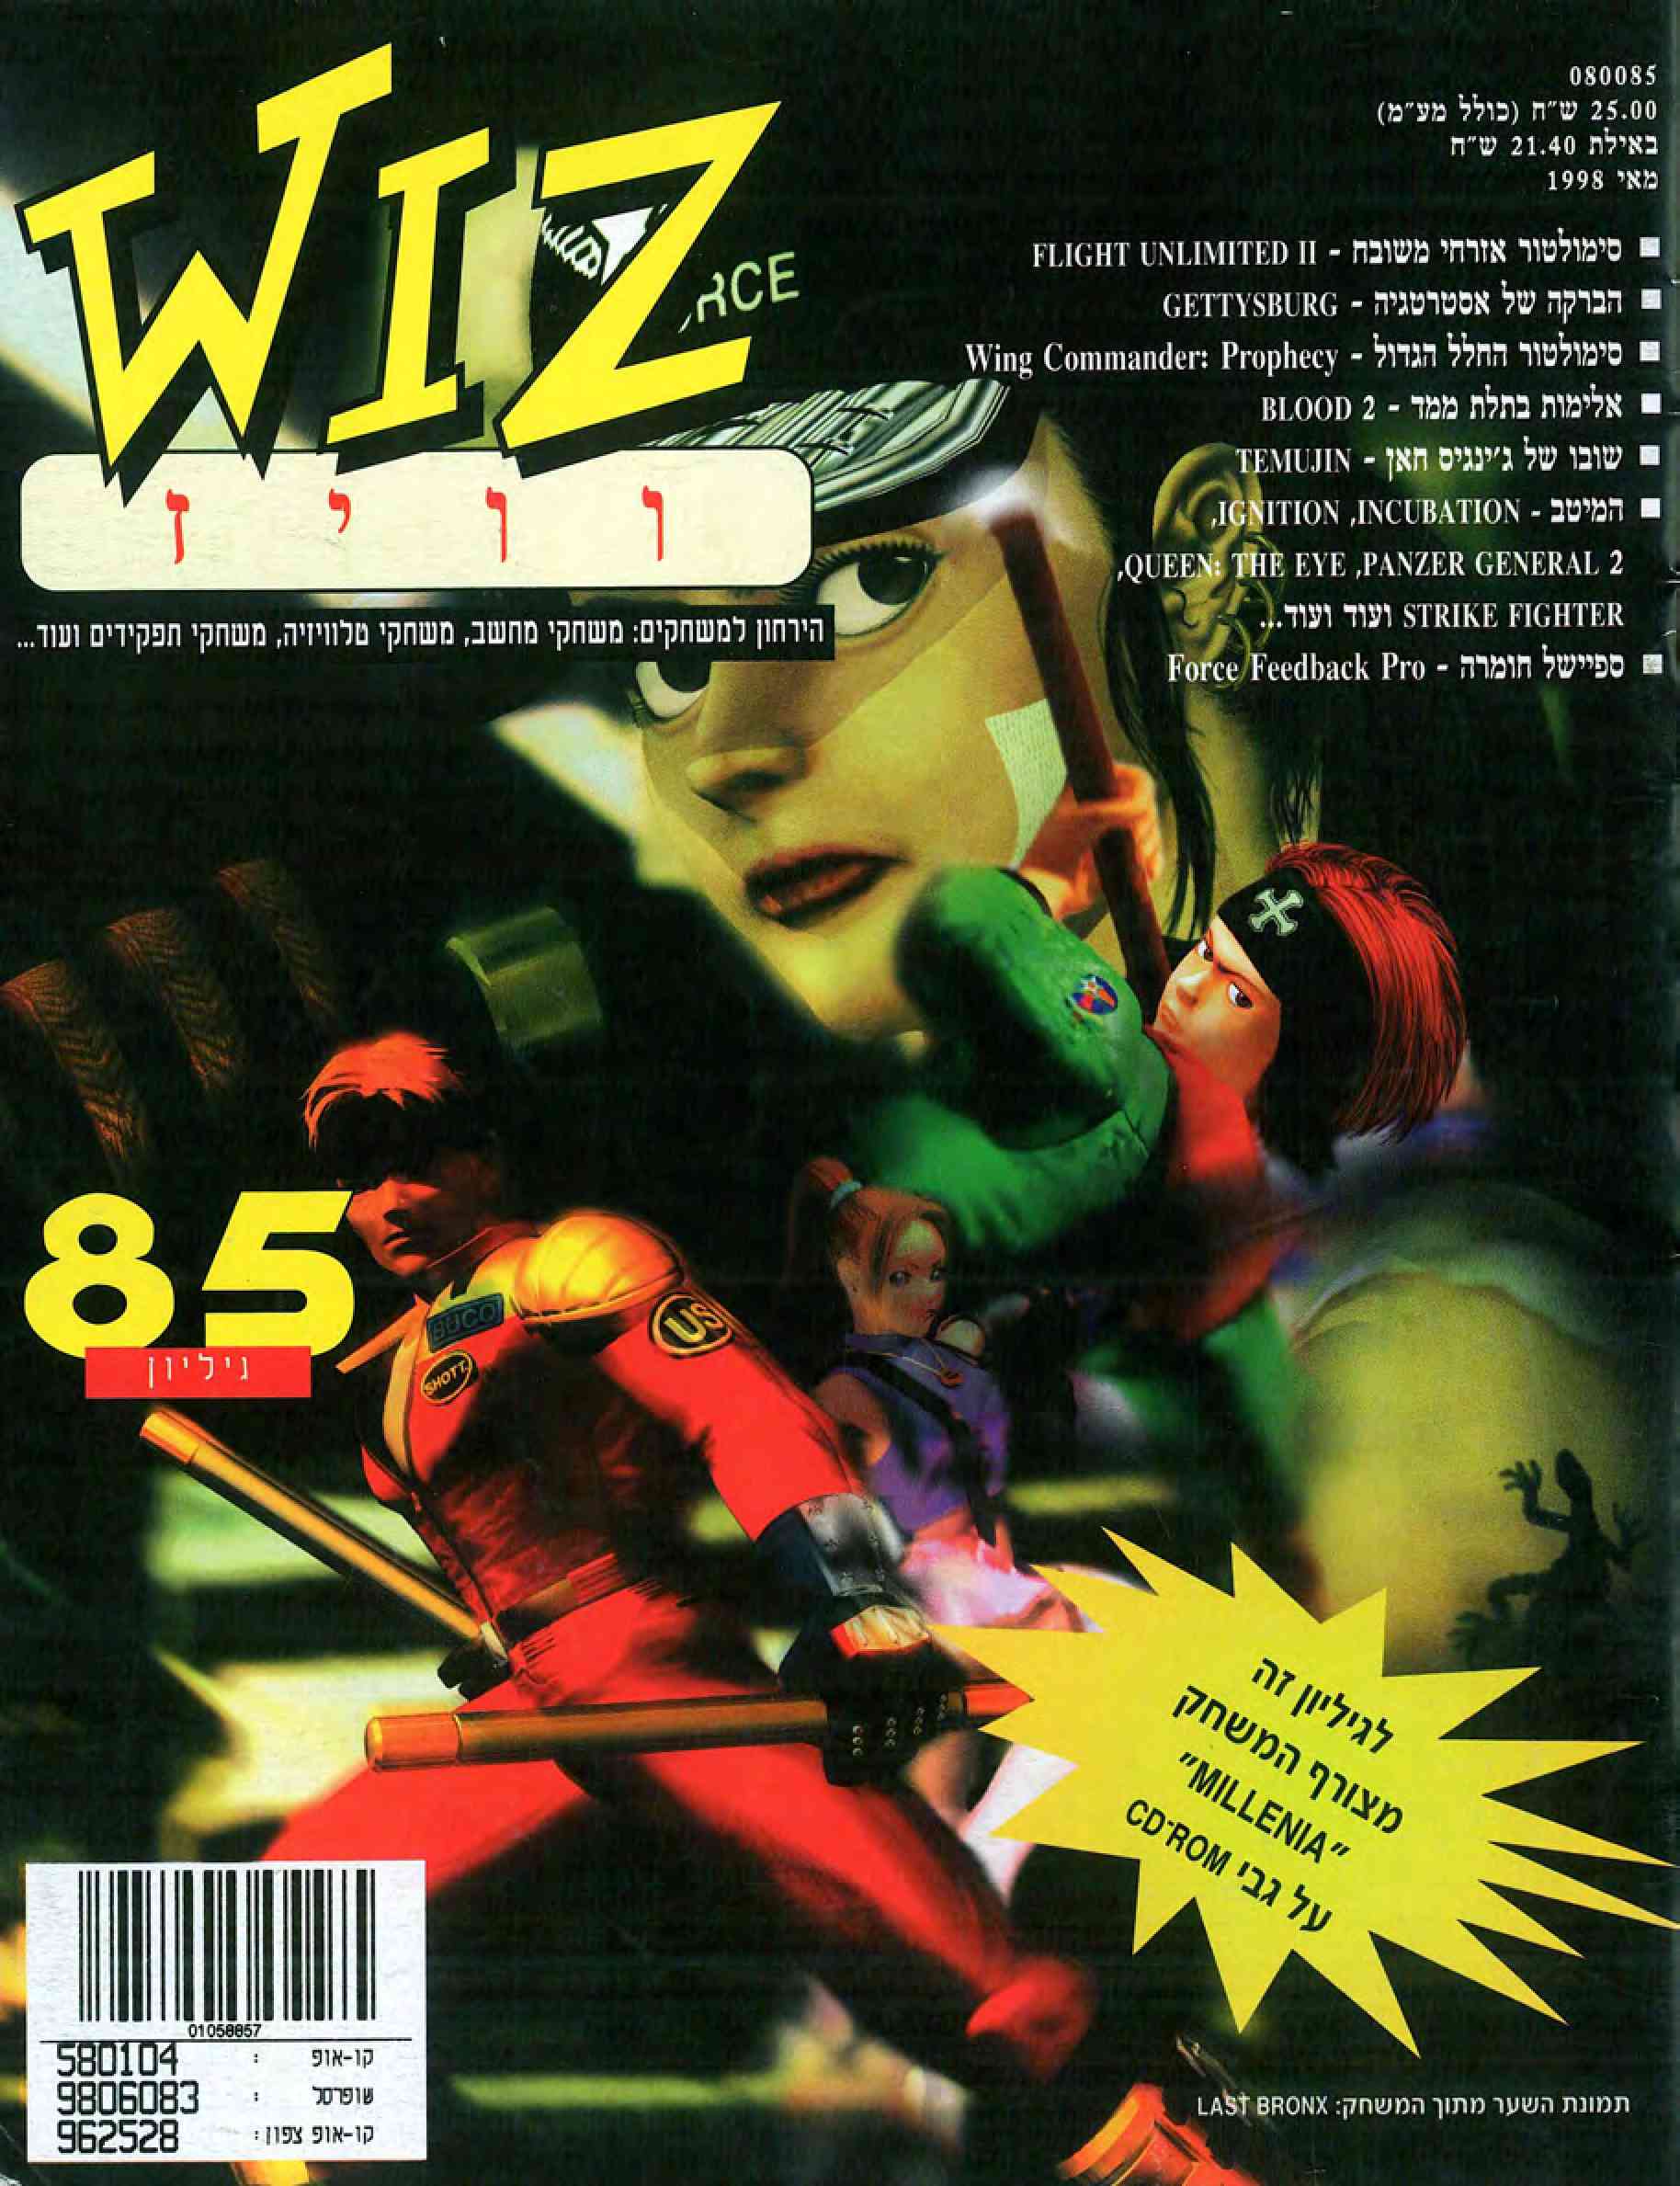 WIZ
וויז
הירחון למשחקים: משחקי מחשב, משחקי טלוויזיה, משחקי תפקידים ועוד...
080085
25.00 ש״ח (כולל מע״מ)
באילת 21.40 ש״ח
מאי 1998
סימולטור אזרחי משובח - FLIGHT UNLIMITED II
הברקה של אסטרטגיה - GETTYSBURG
סימולטור החלל הגדול - Wing Commander: Prophecy
אלימות בתלת ממד - BLOOD 2
שובו של ג׳ינגיס חאן - TEMUJIN
המיטב - IGNITION ,INCUBATION,
QUEEN: THE EYE ,PANZER GENERAL 2,
STRIKE FIGHTER ועוד ועוד...
ספיישל חומרה - Force Feedback Pro
85
גיליון
BUCO
SHOTT
US
לגיליון זה
מצורף המשחק
"MILLENIA"
על גבי CD-ROM
01058857
קו-אופ : 580104
שופרסל : 9806083
קו-אופ צפון: 962528
תמונת השער מתוך המשחק: LAST BRONX